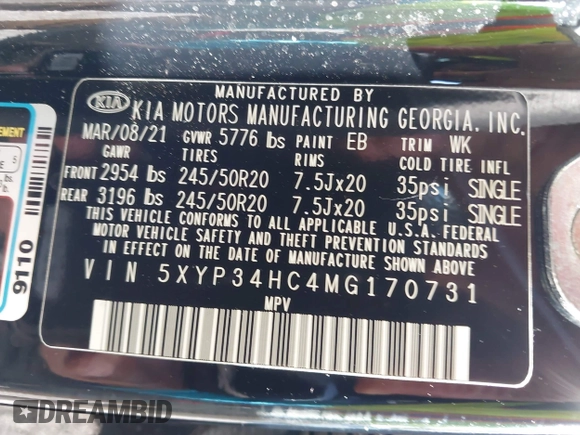 MANUFACTURED BY
KIA KIA MOTORS MANUFACTURING GEORGIA, INC.
MAR/08/21 GVWR 5776 lbs PAINT EB TRIM WK
GAWR TIRES RIMS COLD TIRE INFL
FRONT 2954 lbs 245/50R20 7.5Jx20 35psi SINGLE
REAR 3196 lbs 245/50R20 7.5Jx20 35psi SINGLE
THIS VEHICLE CONFORMS TO ALL APPLICABLE U.S.A. FEDERAL
MOTOR VEHICLE SAFETY AND THEFT PREVENTION STANDARDS
IN EFFECT ON THE DATE OF MANUFACTURE SHOWN ABOVE.
VIN 5XYP34HC4MG170731
MPV
EMENT
5
9110
DREAMBID